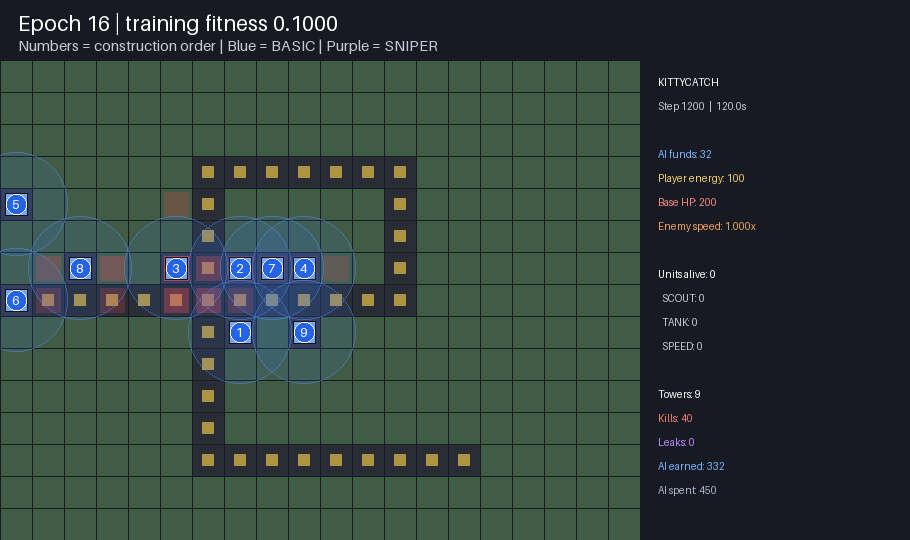 Epoch 16 | training fitness 0.1000
Numbers = construction order | Blue = BASIC | Purple = SNIPER
KITTYCATCH
Step 1200 | 120.0s
AI funds: 32
Player energy: 100
Base HP: 200
Enemy speed: 1.000x
Units alive: 0
SCOUT: 0
TANK: 0
SPEED: 0
Towers: 9
Kills: 40
Leaks: 0
AI earned: 332
AI spent: 450
5
8 3 2 7 4
6
1 9